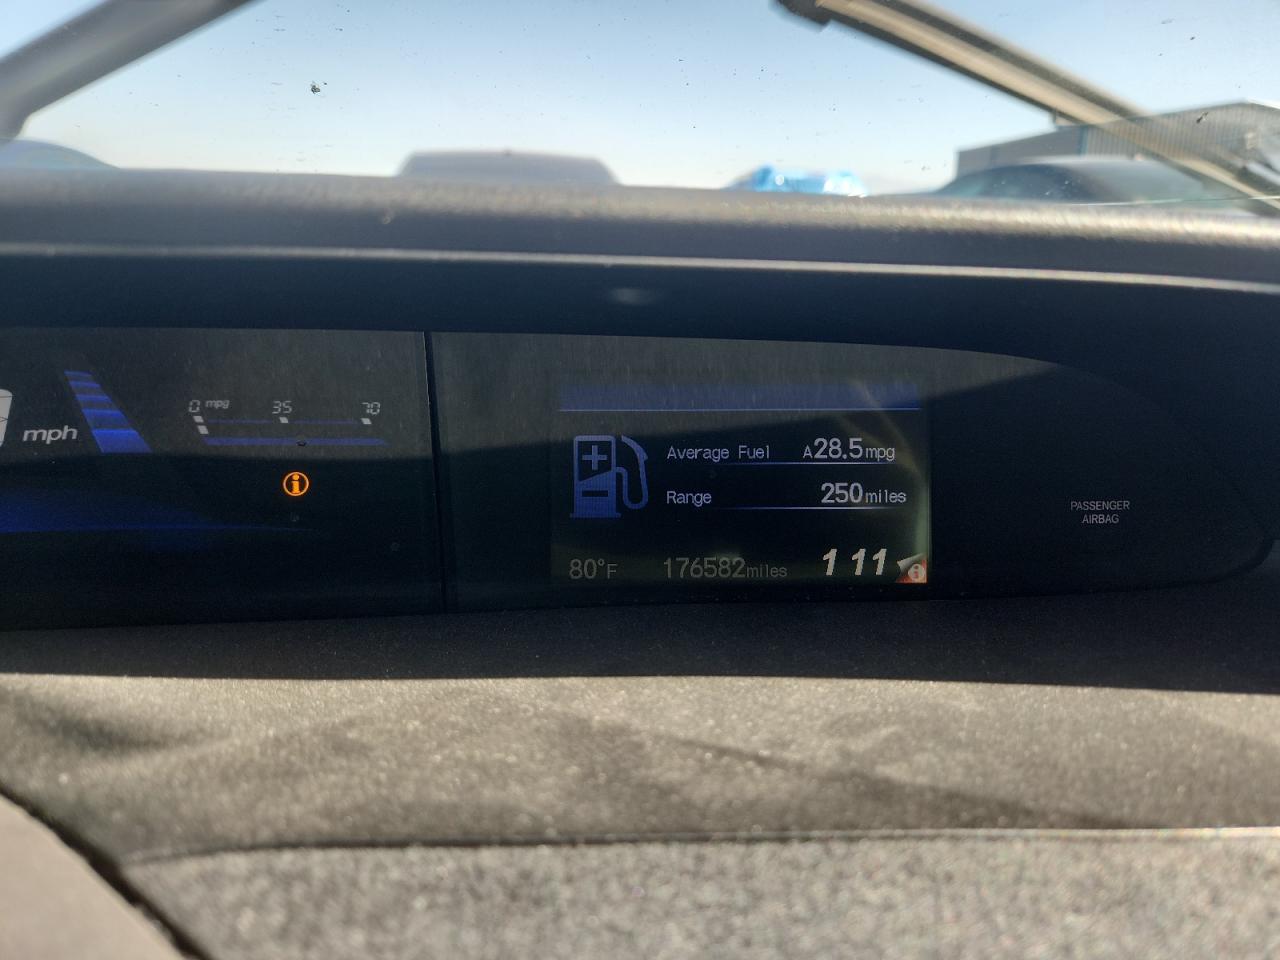 mph
0 mpg 35 70
Average Fuel A28.5mpg
Range 250miles
80°F 176582miles 1 11
PASSENGER
AIRBAG